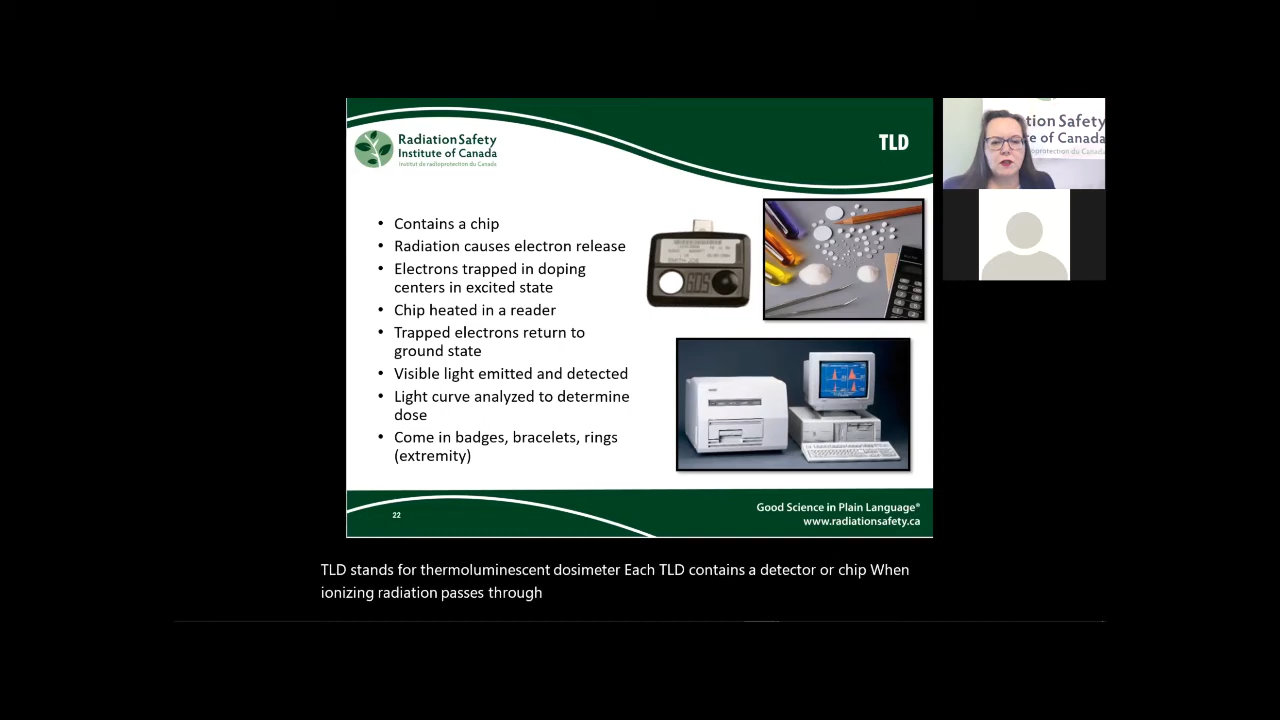 RadiationSafety
Institute of Canada
Institut de radioprotection du Canada
TLD
• Contains a chip
• Radiation causes electron release
• Electrons trapped in doping
centers in excited state
• Chip heated in a reader
• Trapped electrons return to
ground state
• Visible light emitted and detected
• Light curve analyzed to determine
dose
• Come in badges, bracelets, rings
(extremity)
22
Good Science in Plain Language®
www.radiationsafety.ca
tion Safety
te of Canada
oprotection du Canada
TLD stands for thermoluminescent dosimeter Each TLD contains a detector or chip When
ionizing radiation passes through